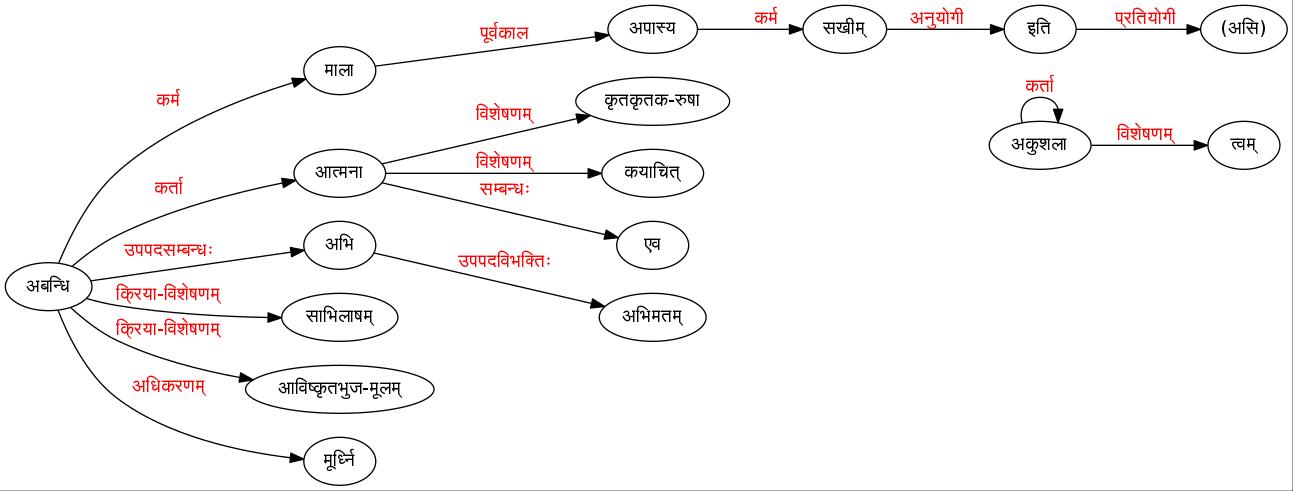 कर्म
अनुयोगी
प्रतियोगी
पूर्वकाल
अपास्य
सखीम्
इति
(असि)
माला
कर्म
कृतकृतक-रुषा
विशेषणम्
कर्ता
अकुशला
विशेषणम्
त्वम्
आत्मना
विशेषणम्
कयाचित्
कर्ता
सम्बन्धः
एव
अभि
उपपदसम्बन्धः
उपपदविभक्तिः
अबन्धि
क्रिया-विशेषणम्
साभिलाषम्
अभिमतम्
क्रिया-विशेषणम्
आविष्कृतभुज-मूलम्
अधिकरणम्
मूर्ध्नि